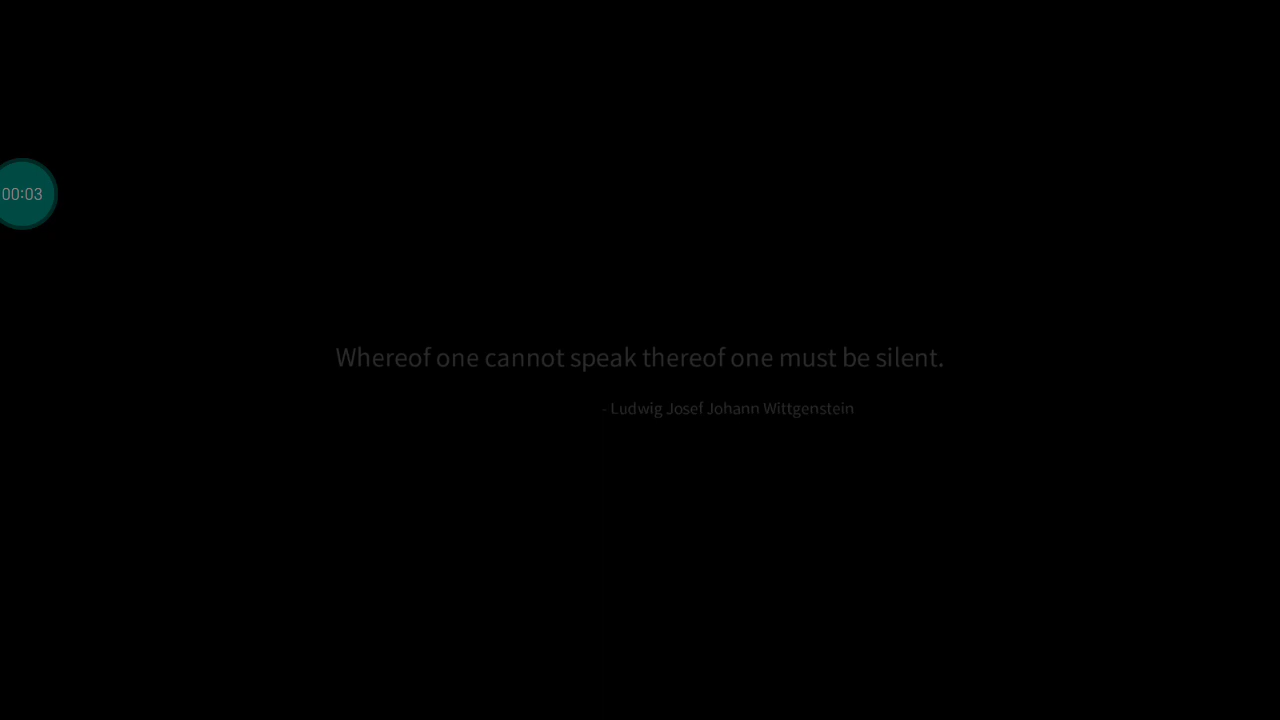 00:03
Whereof one cannot speak thereof one must be silent.
- Ludwig Josef Johann Wittgenstein